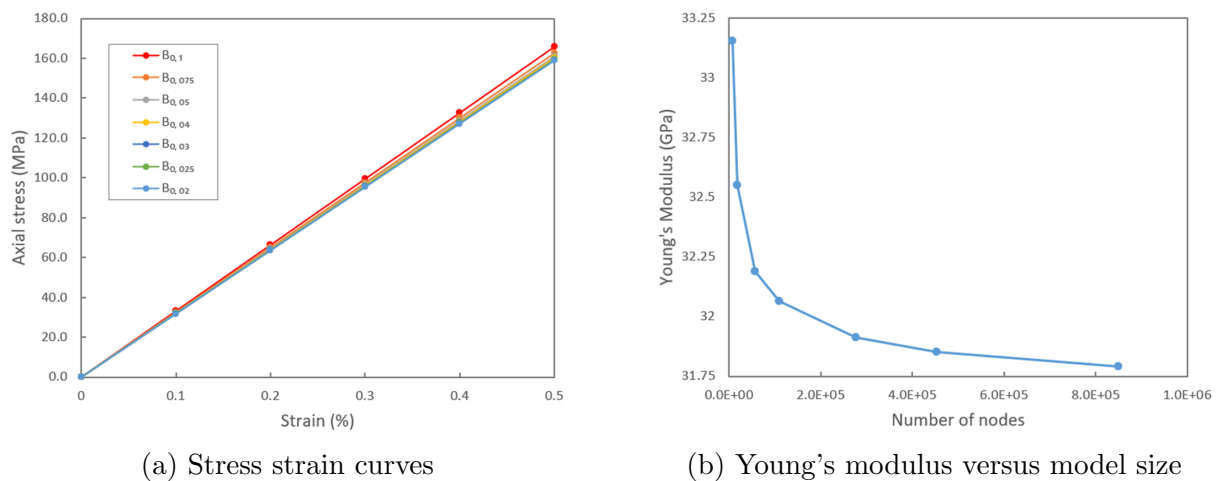 180.0
160.0
140.0
120.0
100.0
80.0
60.0
40.0
20.0
0.0
Axial stress (MPa)
B0, 1
B0, 075
B0, 05
B0, 04
B0, 03
B0, 025
B0, 02
0 0.1 0.2 0.3 0.4 0.5
Strain (%)
(a) Stress strain curves
33.25
33
32.75
32.5
32.25
32
31.75
Young's Modulus (GPa)
0.0E+00 2.0E+05 4.0E+05 6.0E+05 8.0E+05 1.0E+06
Number of nodes
(b) Young's modulus versus model size